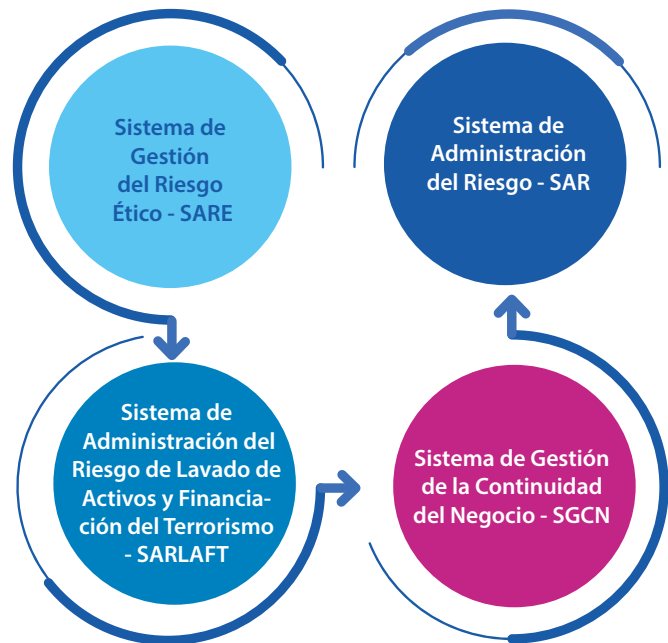 Sistema de
Gestión
del Riesgo
Ético - SARE
Sistema de
Administración
del Riesgo - SAR
Sistema de
Administración del
Riesgo de Lavado de
Activos y Financia-
ción del Terrorismo
- SARLAFT
Sistema de Gestión
de la Continuidad
del Negocio - SGCN